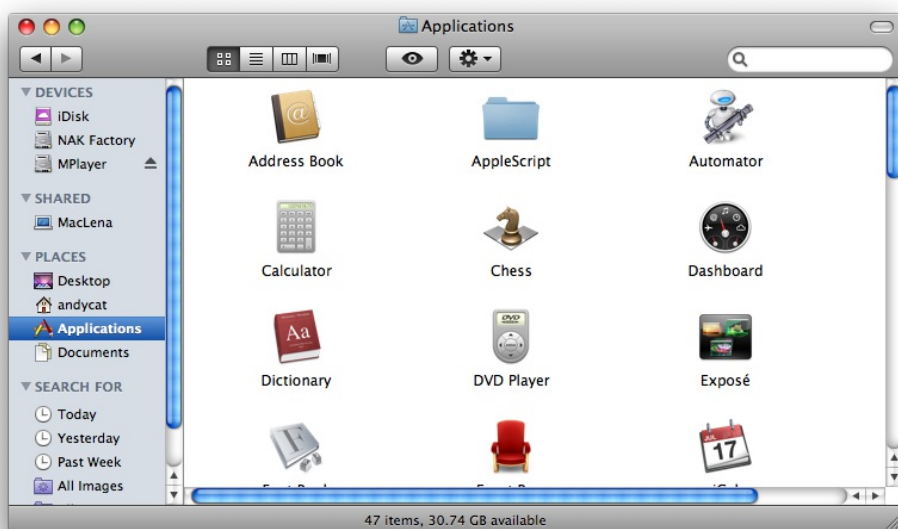 Applications
DEVICES
iDisk
NAK Factory
MPlayer
SHARED
MacLena
PLACES
Desktop
andycat
Applications
Documents
SEARCH FOR
Today
Yesterday
Past Week
All Images
Address Book
AppleScript
Automator
Calculator
Chess
Dashboard
Aa
Dictionary
DVD
DVD Player
Exposé
F
JUL
17
47 items, 30.74 GB available